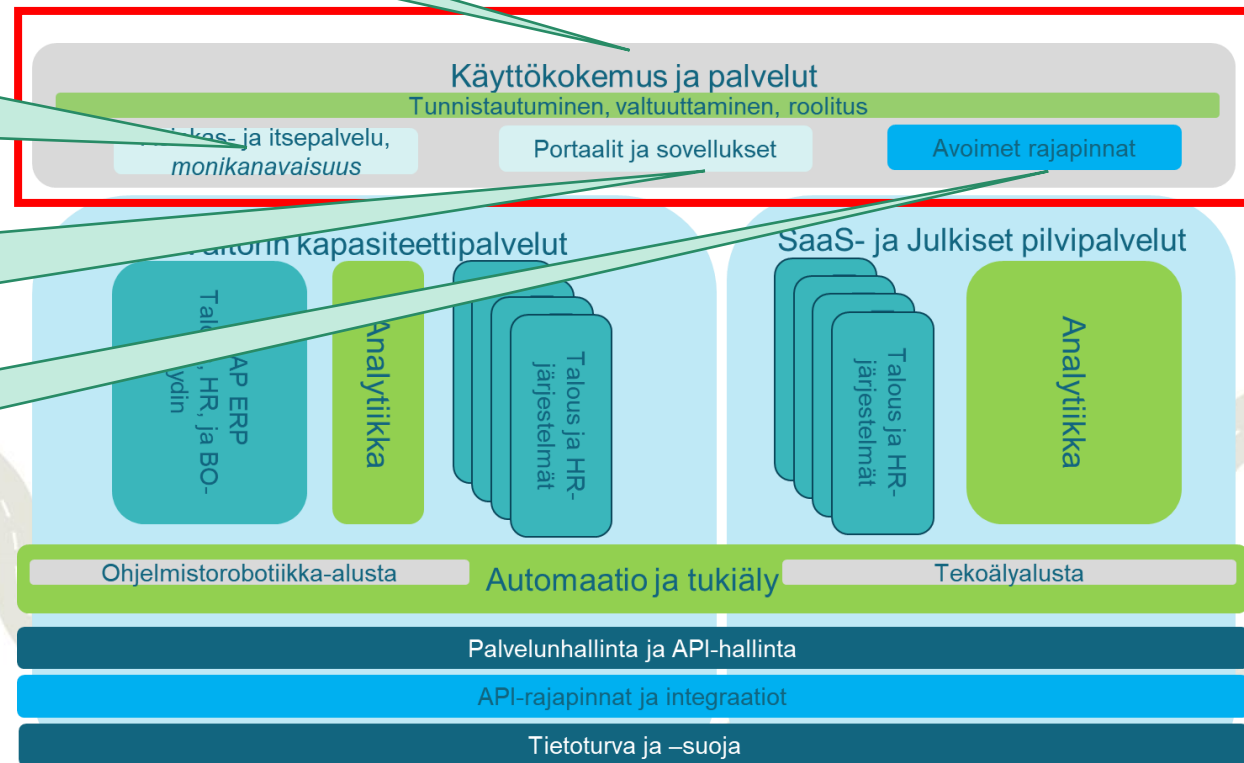 Käyttökokemus ja palvelut
Tunnistautuminen, valtuuttaminen, roolitus
ja itsepalvelu,
monikanavaisuus
Portaalit ja sovellukset
Avoimet rajapinnat
kapasiteettipalvelut
SaaS- ja Julkiset pilvipalvelut
ERP
HR, ja BO-
Analytiikka
Talous ja HR-
järjestelmät
Talous ja HR-
järjestelmät
Analytiikka
Ohjelmistorobotiikka-alusta
Automaatio ja tukiäly
Tekoälyalusta
Palvelunhallinta ja API-hallinta
API-rajapinnat ja integraatiot
Tietoturva ja –suoja